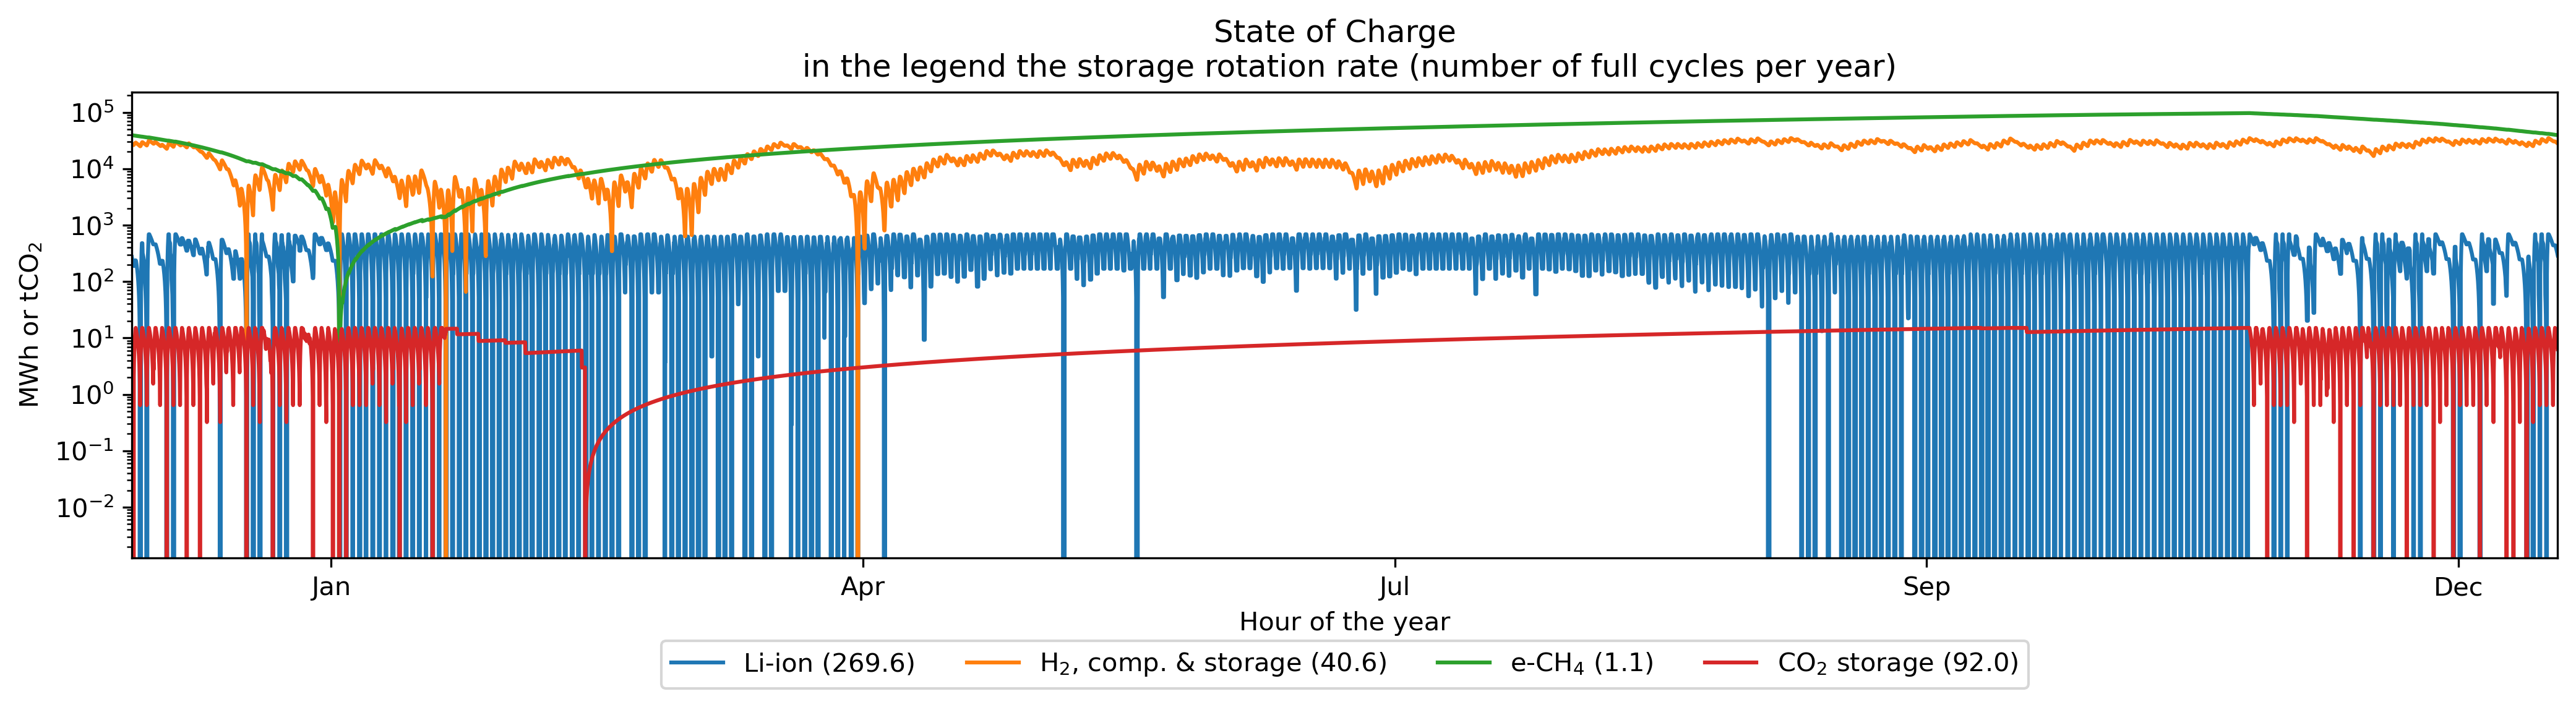 State of Charge
in the legend the storage rotation rate (number of full cycles per year)
MWh or tCO₂
10⁵
10⁴
10³
10²
10¹
10⁰
10⁻¹
10⁻²
Jan Apr Jul Sep Dec
Hour of the year
Li-ion (269.6) H₂, comp. & storage (40.6) e-CH₄ (1.1) CO₂ storage (92.0)